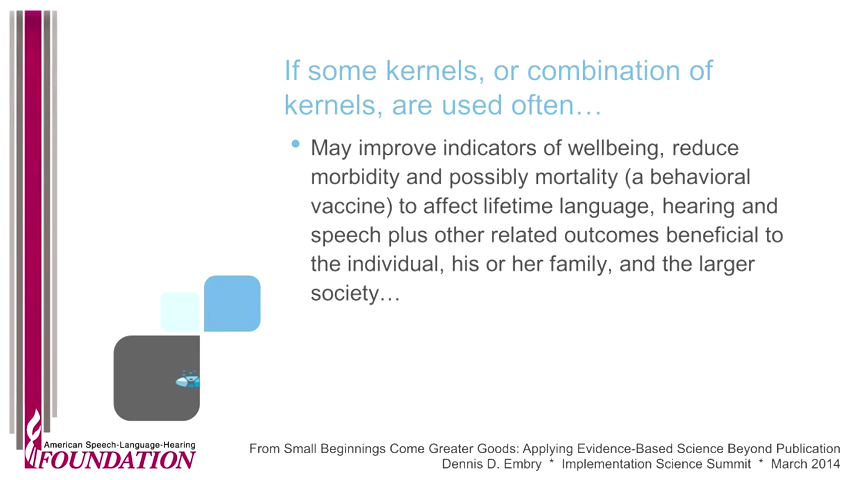 If some kernels, or combination of
kernels, are used often…
• May improve indicators of wellbeing, reduce
morbidity and possibly mortality (a behavioral
vaccine) to affect lifetime language, hearing and
speech plus other related outcomes beneficial to
the individual, his or her family, and the larger
society…
American Speech-Language-Hearing
FOUNDATION
From Small Beginnings Come Greater Goods: Applying Evidence-Based Science Beyond Publication
Dennis D. Embry * Implementation Science Summit * March 2014